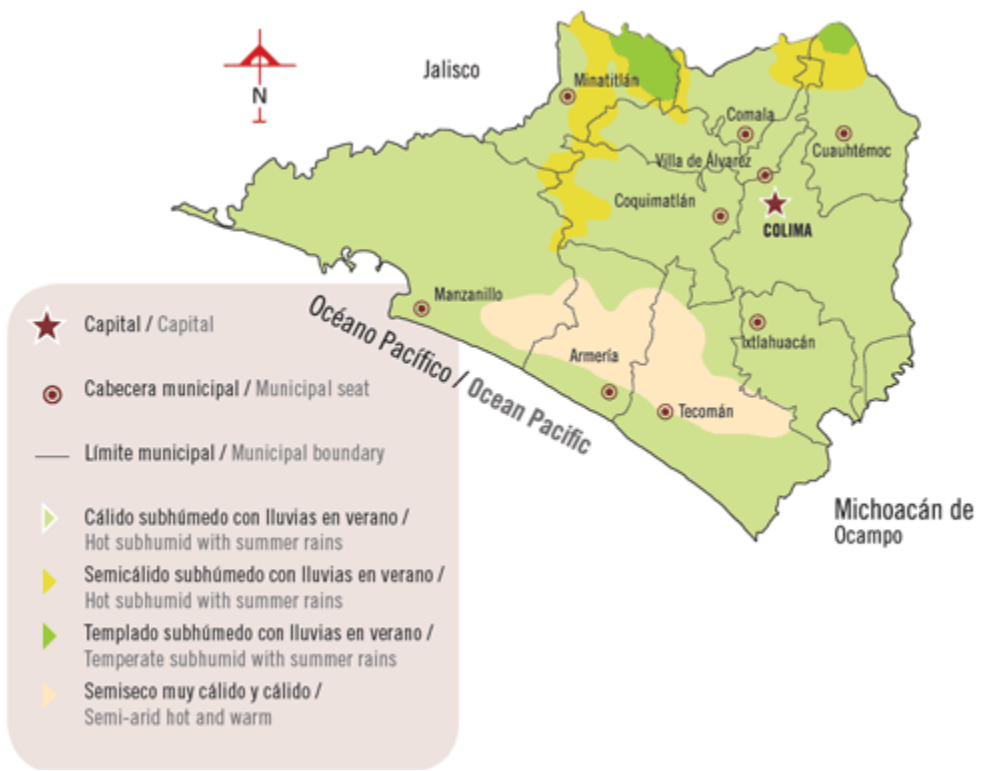 Jalisco
N
Minatitlán
Comala
Cuauhtémoc
Villa de Álvarez
Coquimatlán
COLIMA
Manzanillo
Océano Pacífico / Ocean Pacific
Armería
Ixtlahuacán
Tecomán
Michoacán de
Ocampo
Capital / Capital
Cabecera municipal / Municipal seat
Límite municipal / Municipal boundary
Cálido subhúmedo con lluvias en verano /
Hot subhumid with summer rains
Semicálido subhúmedo con lluvias en verano /
Hot subhumid with summer rains
Templado subhúmedo con lluvias en verano /
Temperate subhumid with summer rains
Semiseco muy cálido y cálido /
Semi-arid hot and warm